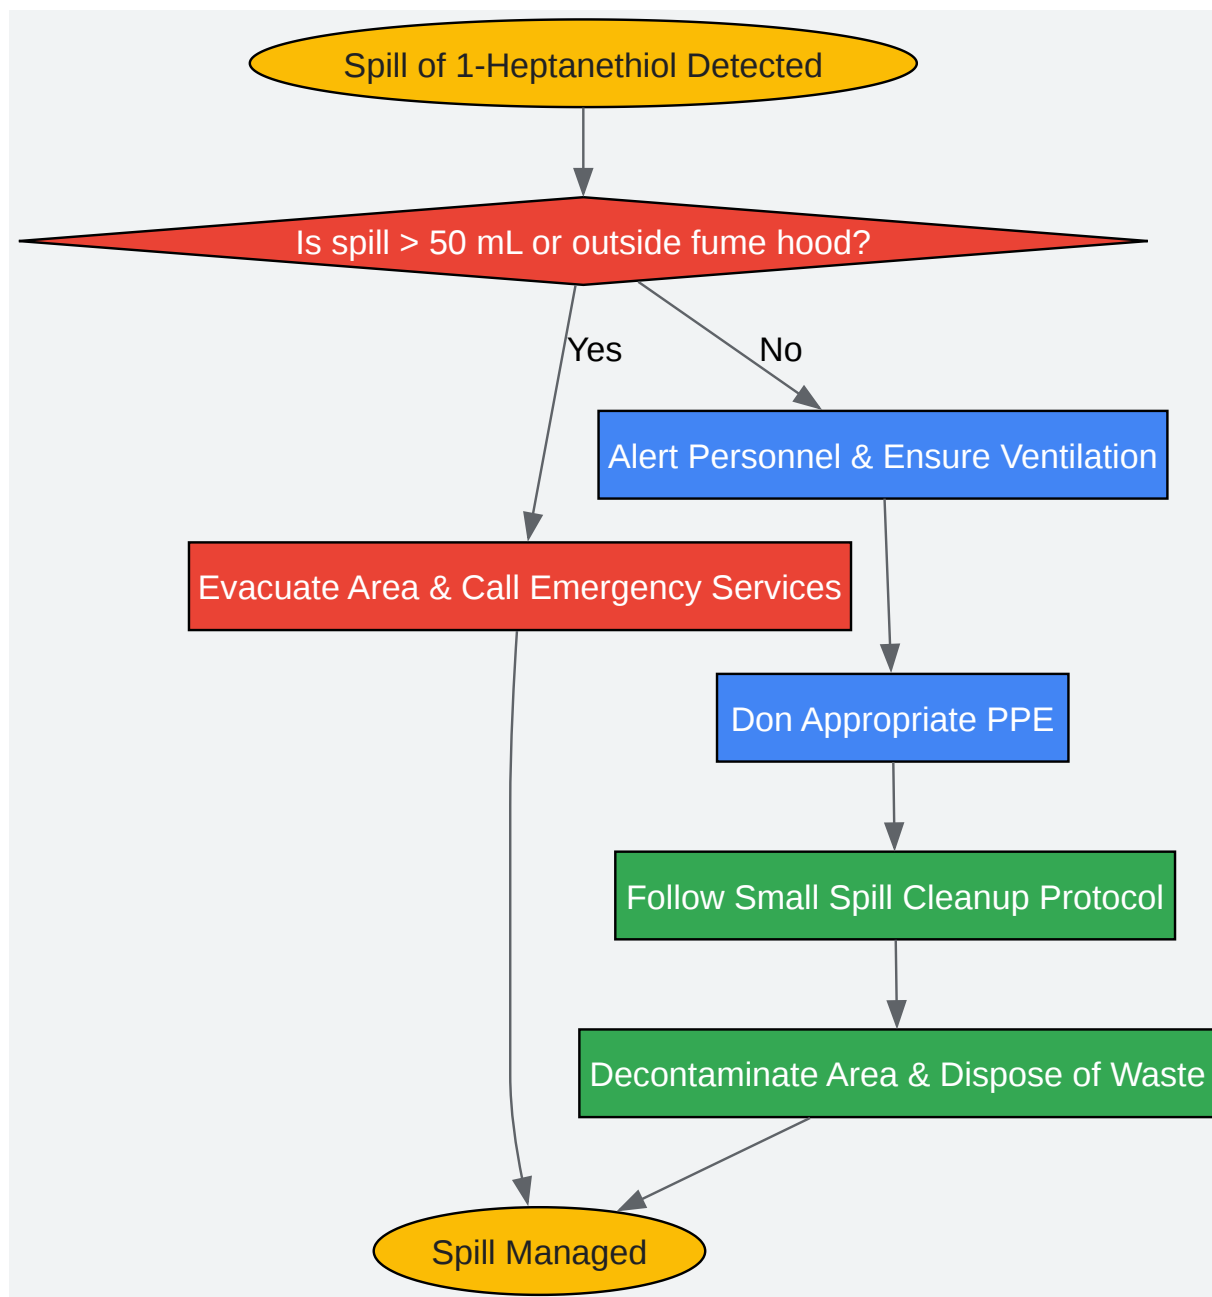 Spill of 1-Heptanethiol Detected
Is spill > 50 mL or outside fume hood?
Yes
No
Alert Personnel & Ensure Ventilation
Evacuate Area & Call Emergency Services
Don Appropriate PPE
Follow Small Spill Cleanup Protocol
Decontaminate Area & Dispose of Waste
Spill Managed